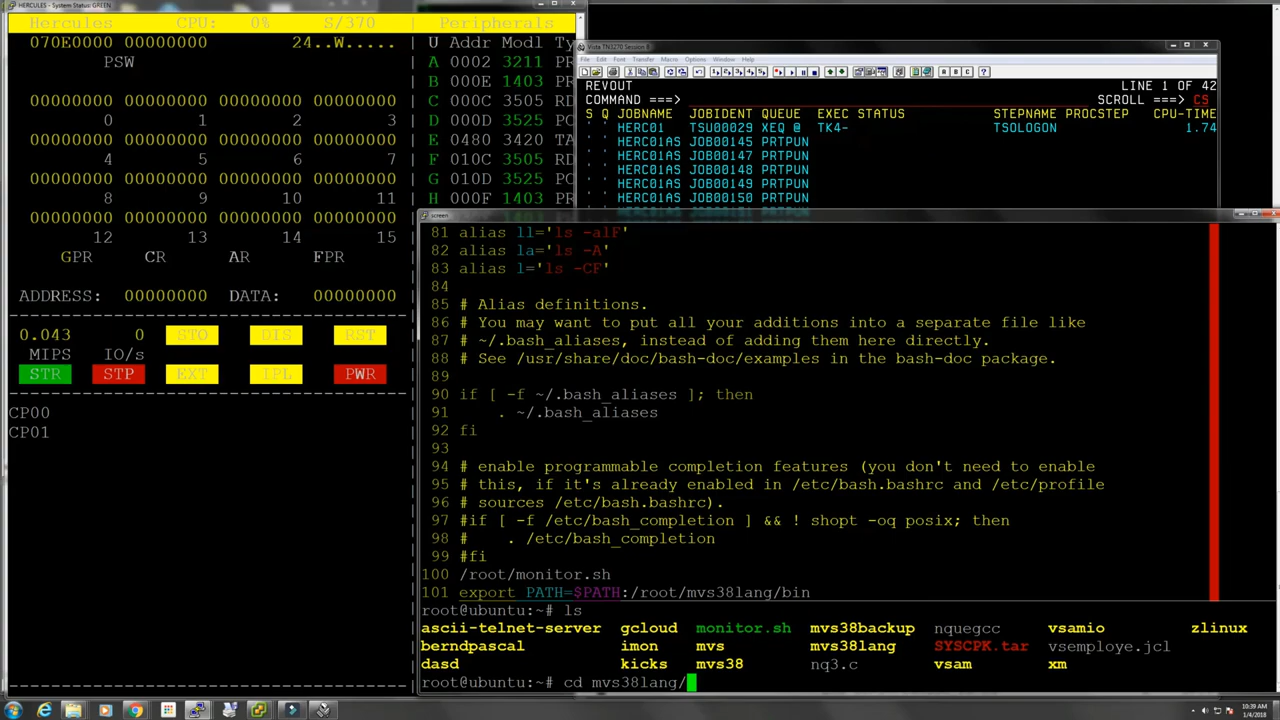 HERCULES - System Status: GREEN
Hercules CPU: 0% S/370 Peripherals
070E0000 00000000 24..W..... U Addr Modl Ty
PSW A 0002 3211 PR
B 000E 1403 PR
00000000 00000000 00000000 00000000 C 000C 3505 RD
0 1 2 3 D 000D 3525 PC
00000000 00000000 00000000 00000000 E 0480 3420 TA
4 5 6 7 F 010C 3505 RD
00000000 00000000 00000000 00000000 G 010D 3525 PC
8 9 10 11 H 000F 1403 PR
00000000 00000000 00000000 00000000
12 13 14 15
GPR CR AR FPR
ADDRESS: 00000000 DATA: 00000000
0.043 0 STO DIS RST
MIPS IO/s
STR STP EXT IPL PWR
CP00
CP01
Vista TN3270 Session B
File Edit Font Transfer Macro Options Window Help
REVOUT LINE 1 OF 42
COMMAND ===> SCROLL ===> CS
S Q JOBNAME JOBIDENT QUEUE EXEC STATUS STEPNAME PROCSTEP CPU-TIME
' ' HERC01 TSU00029 XEQ @ TK4- TSOLOGON 1.74
' ' HERC01AS JOB00145 PRTPUN
' ' HERC01AS JOB00147 PRTPUN
' ' HERC01AS JOB00148 PRTPUN
' ' HERC01AS JOB00149 PRTPUN
' ' HERC01AS JOB00150 PRTPUN
screen
81 alias ll='ls -alF'
82 alias la='ls -A'
83 alias l='ls -CF'
84
85 # Alias definitions.
86 # You may want to put all your additions into a separate file like
87 # ~/.bash_aliases, instead of adding them here directly.
88 # See /usr/share/doc/bash-doc/examples in the bash-doc package.
89
90 if [ -f ~/.bash_aliases ]; then
91 . ~/.bash_aliases
92 fi
93
94 # enable programmable completion features (you don't need to enable
95 # this, if it's already enabled in /etc/bash.bashrc and /etc/profile
96 # sources /etc/bash.bashrc).
97 #if [ -f /etc/bash_completion ] && ! shopt -oq posix; then
98 # . /etc/bash_completion
99 #fi
100 /root/monitor.sh
101 export PATH=$PATH:/root/mvs38lang/bin
root@ubuntu:~# ls
ascii-telnet-server gcloud monitor.sh mvs38backup nquegcc vsamio zlinux
berndpascal imon mvs mvs38lang SYSCPK.tar vsemploye.jcl
dasd kicks mvs38 nq3.c vsam xm
root@ubuntu:~# cd mvs38lang/
10:39 AM
1/4/2018